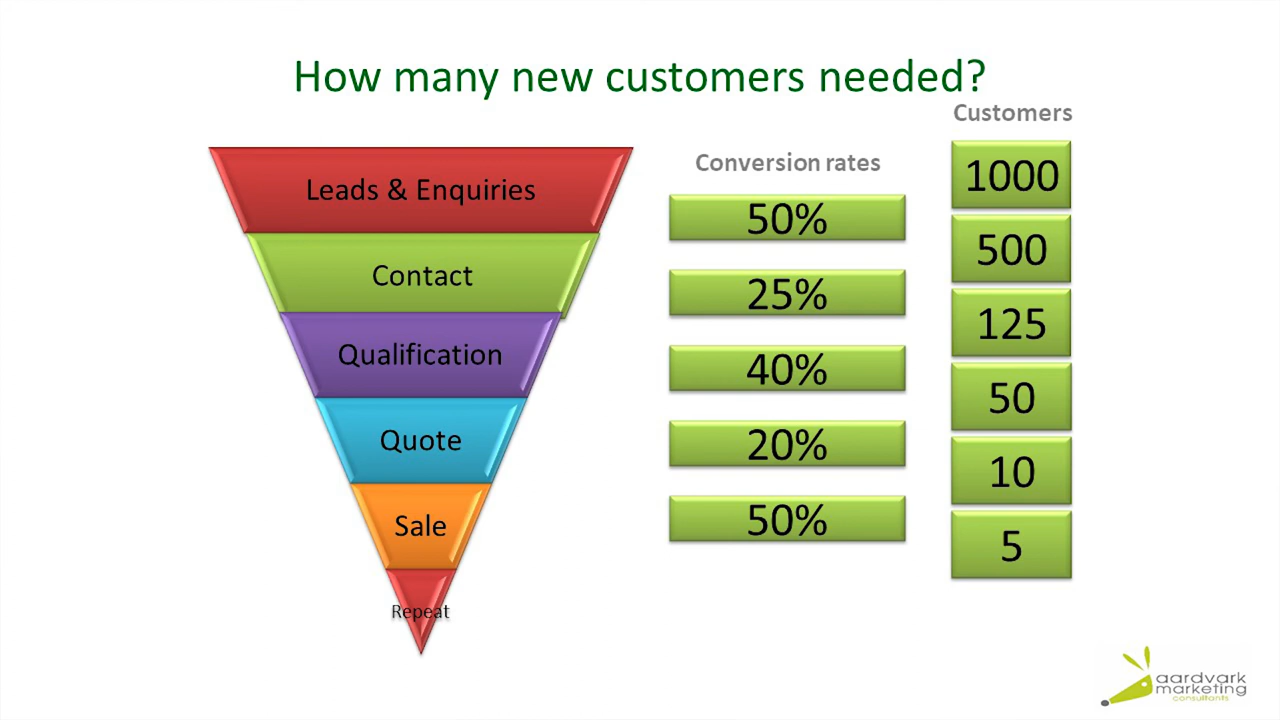 How many new customers needed?
Customers
Conversion rates
Leads & Enquiries
Contact
Qualification
Quote
Sale
Repeat
50%
25%
40%
20%
50%
1000
500
125
50
10
5
aardvark
marketing
consultants